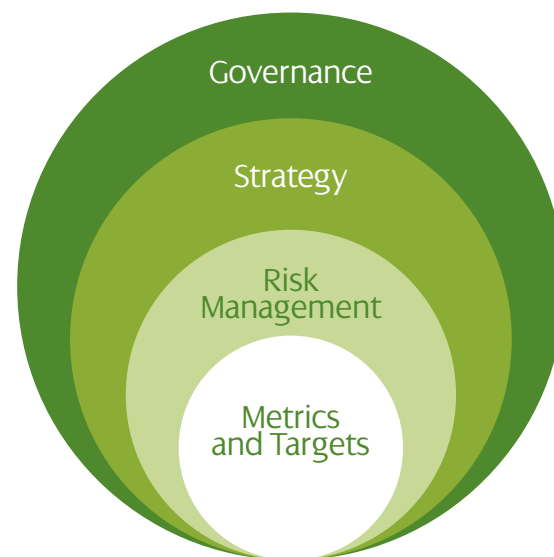 Governance
Strategy
Risk
Management
Metrics
and Targets